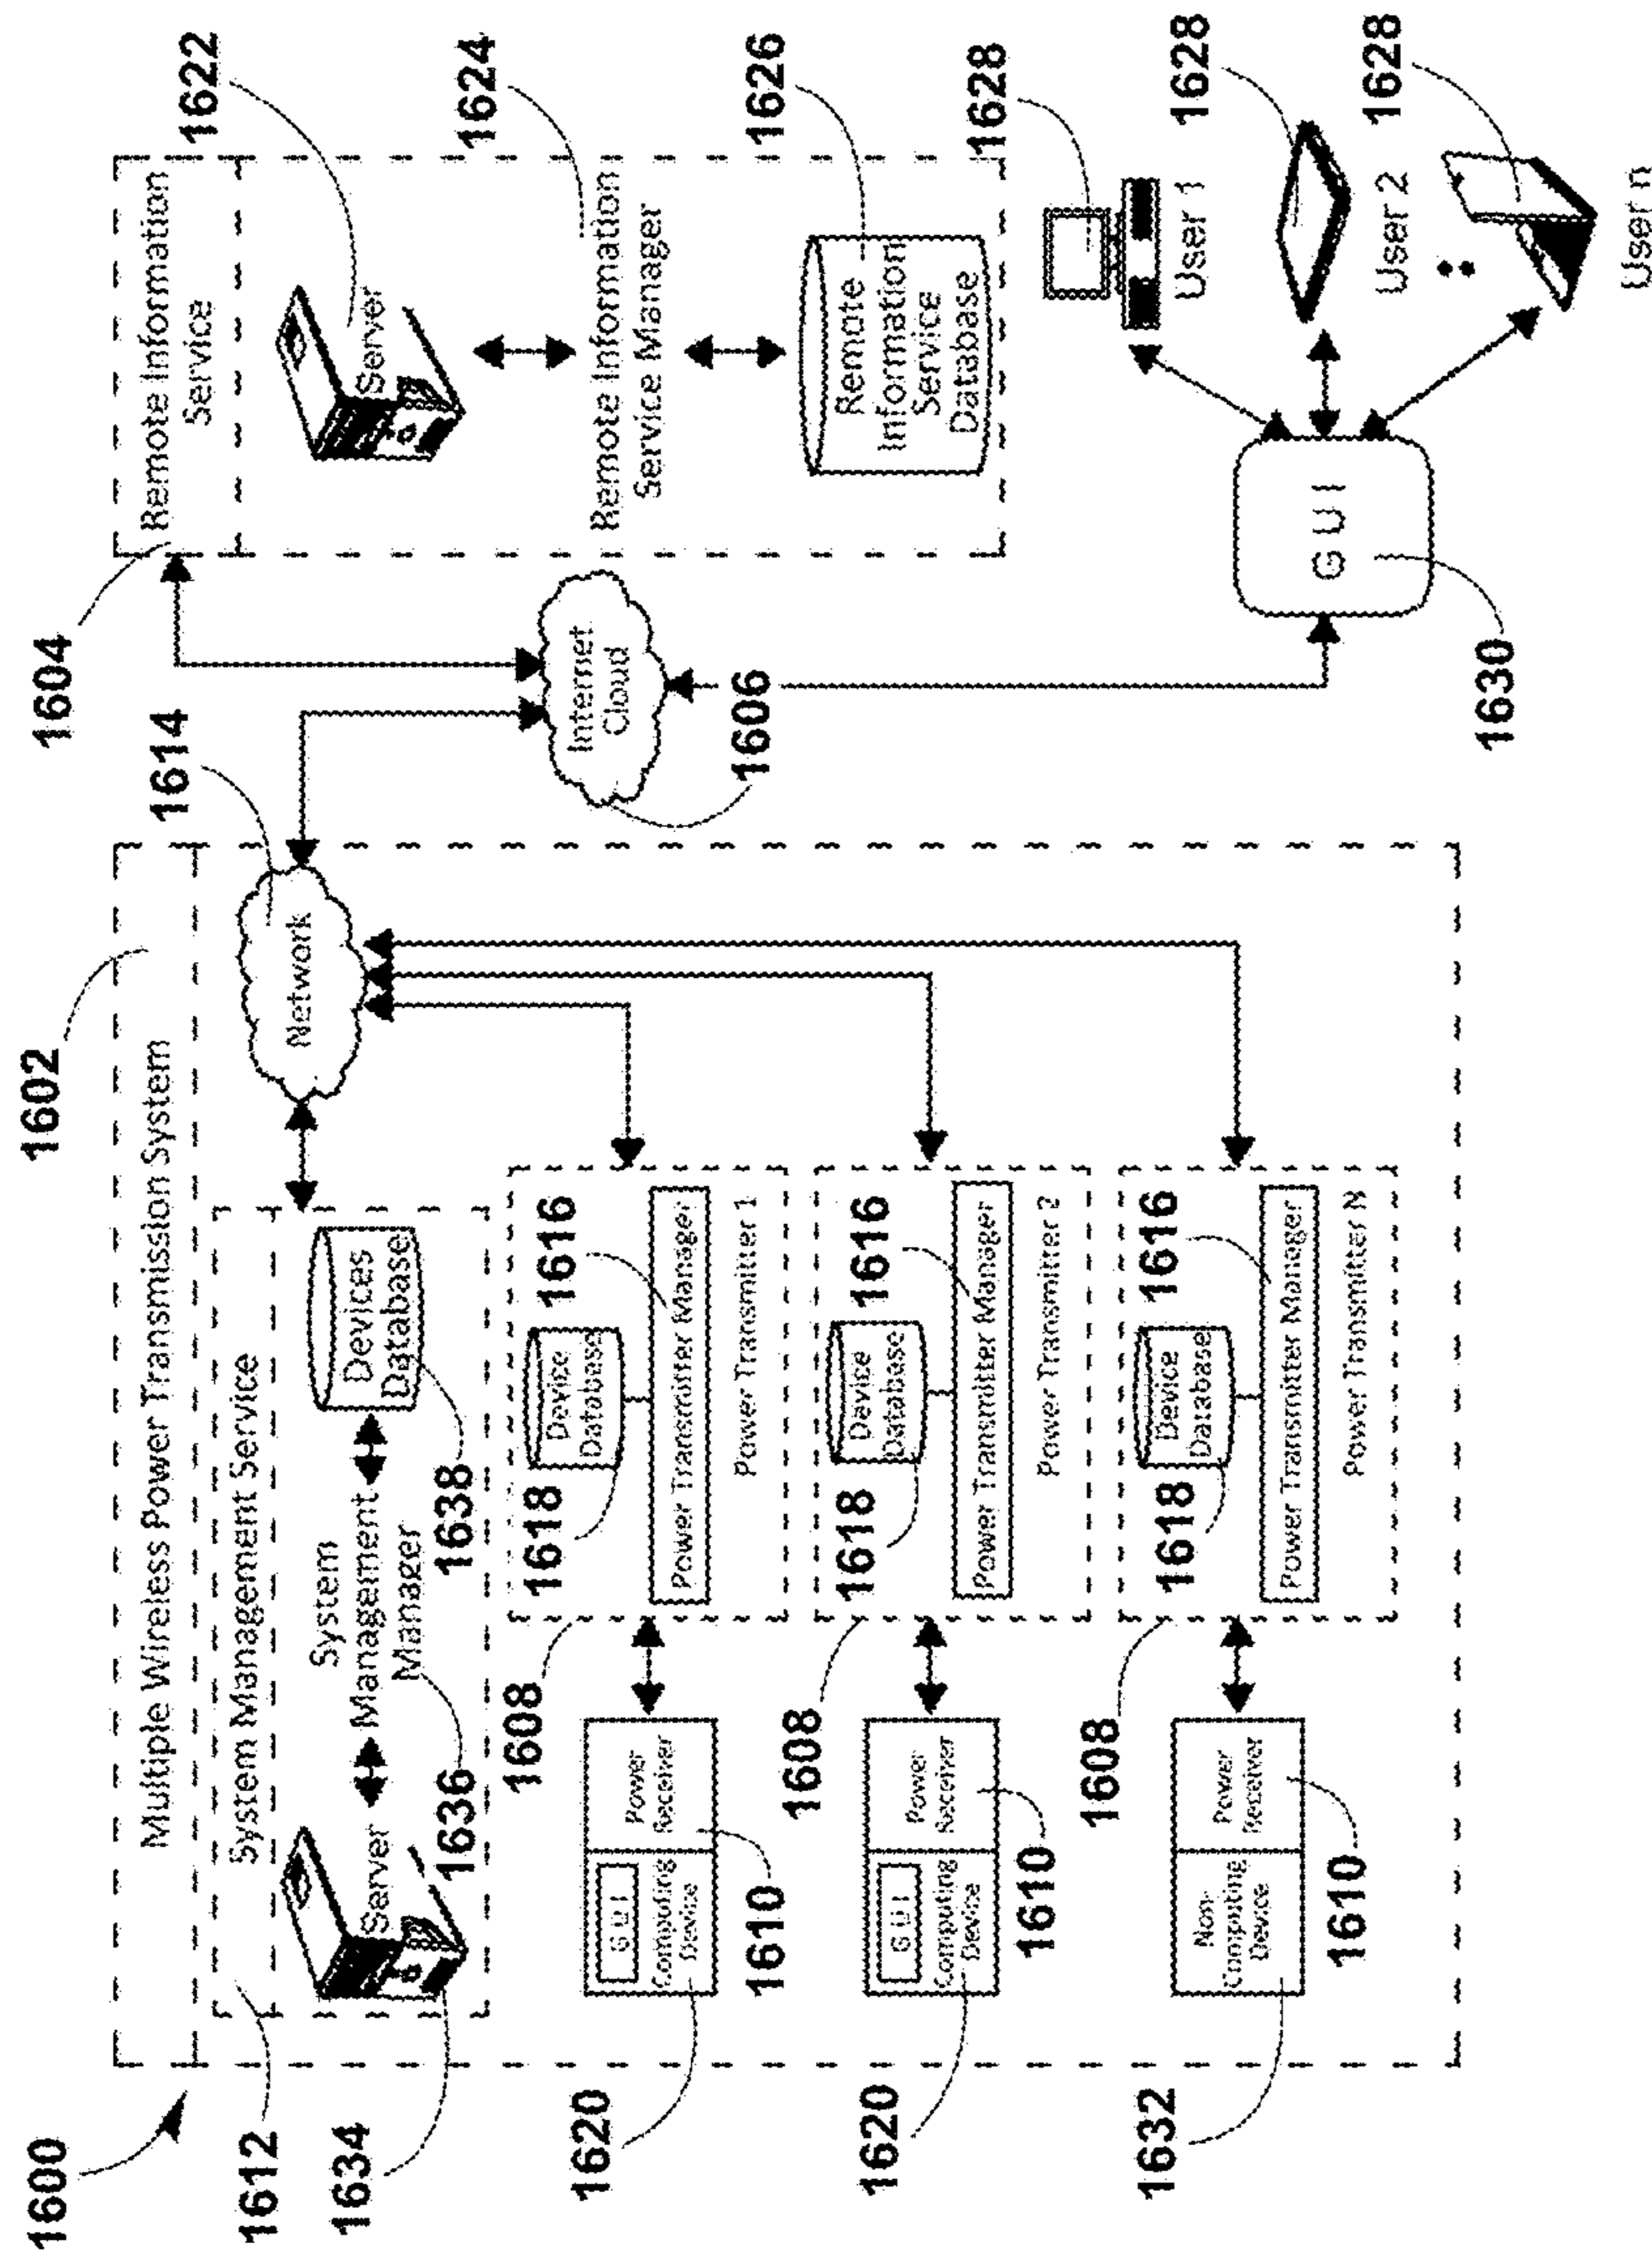 1600
1602
1604
Multiple Wireless Power Transmission System
1612
System Management Service
1634
Server
System
Management
Manager
1636
Devices
Database
1638
Network
1614
1620
G U I
Computing
Device
Power
Receiver
1610
1608
Device
Database
1618
1616
Power Transmitter Manager
Power Transmitter 1
1620
G U I
Computing
Device
Power
Receiver
1610
1608
Device
Database
1618
1616
Power Transmitter Manager
Power Transmitter 2
1632
Non-
Computing
Device
Power
Receiver
1610
1608
Device
Database
1618
1616
Power Transmitter Manager
Power Transmitter N
Internet
Cloud
1606
Remote Information
Service
1622
Server
1624
Remote Information
Service Manager
1626
Remote
Information
Service
Database
G U I
1630
1628
User 1
1628
User 2
1628
User n